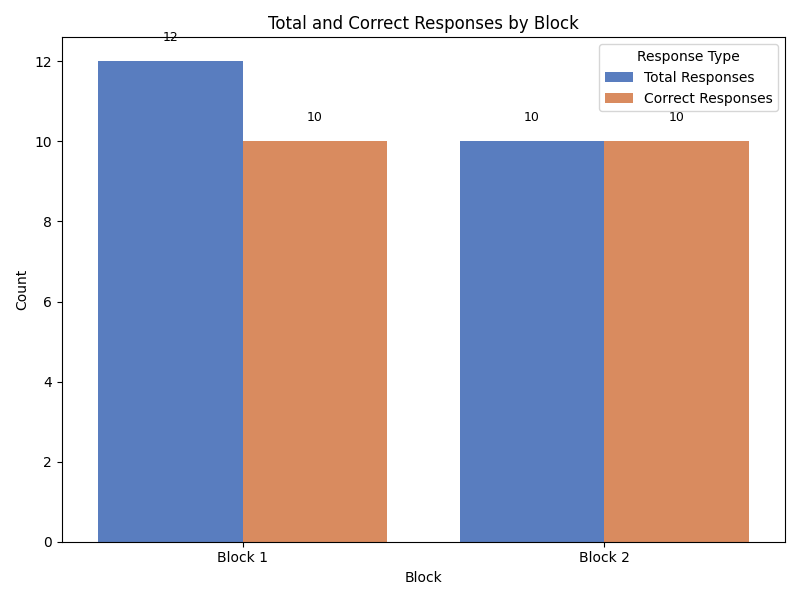 Total and Correct Responses by Block
12
10
10
10
Response Type
Total Responses
Correct Responses
Count
12
10
8
6
4
2
0
Block 1
Block 2
Block